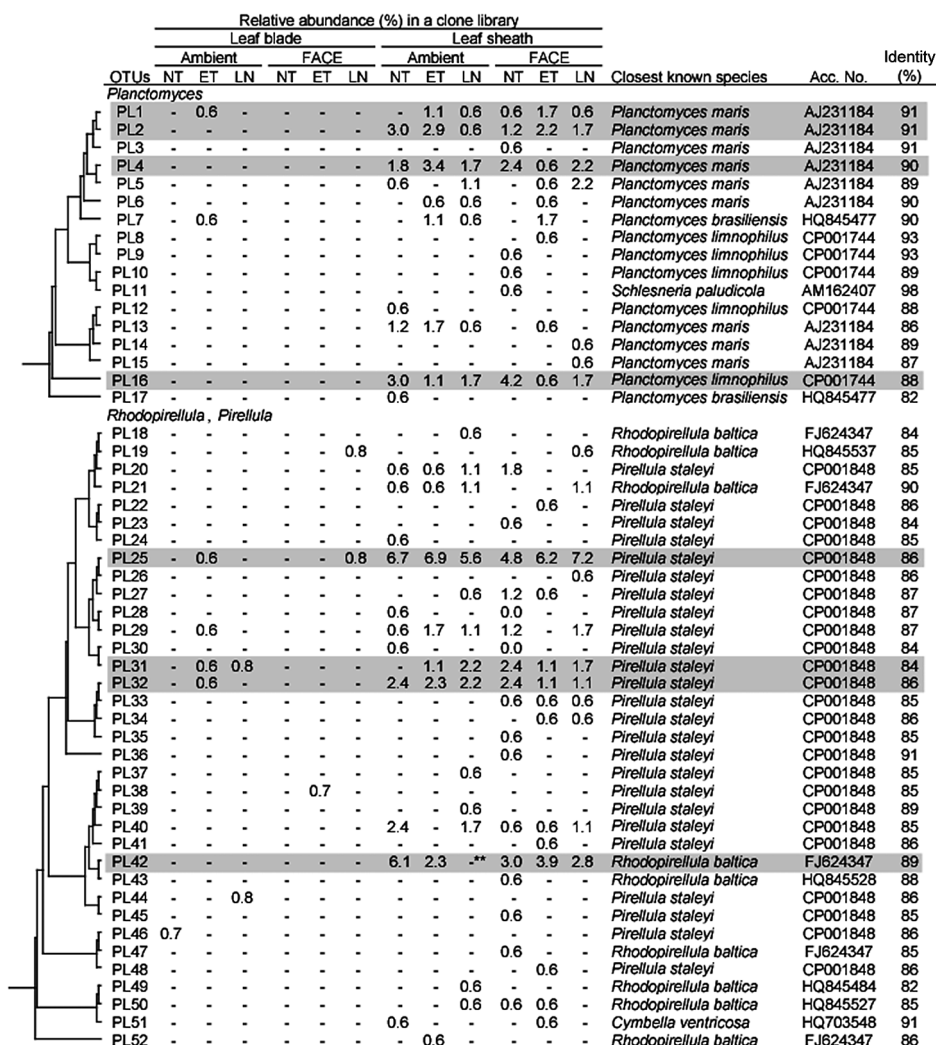 Relative abundance (%) in a clone library
Leaf blade Leaf sheath
Ambient FACE Ambient FACE Identity
OTUs NT ET LN NT ET LN NT ET LN NT ET LN Closest known species Acc. No. (%)
Planctomyces
PL1 - 0.6 - - - - - 1.1 0.6 0.6 1.7 0.6 Planctomyces maris AJ231184 91
PL2 - - - - - - 3.0 2.9 0.6 1.2 2.2 1.7 Planctomyces maris AJ231184 91
PL3 - - - - - - - - - 0.6 - - Planctomyces maris AJ231184 91
PL4 - - - - - - 1.8 3.4 1.7 2.4 0.6 2.2 Planctomyces maris AJ231184 90
PL5 - - - - - - 0.6 - 1.1 - 0.6 2.2 Planctomyces maris AJ231184 89
PL6 - - - - - - - 0.6 0.6 - 0.6 - Planctomyces maris AJ231184 90
PL7 - 0.6 - - - - - 1.1 0.6 - 1.7 - Planctomyces brasiliensis HQ845477 90
PL8 - - - - - - - - - - 0.6 - Planctomyces limnophilus CP001744 93
PL9 - - - - - - - - - 0.6 - - Planctomyces limnophilus CP001744 93
PL10 - - - - - - - - - 0.6 - - Planctomyces limnophilus CP001744 89
PL11 - - - - - - - - - 0.6 - - Schlesneria paludicola AM162407 98
PL12 - - - - - - 0.6 - - - - - Planctomyces limnophilus CP001744 88
PL13 - - - - - - 1.2 1.7 0.6 - 0.6 - Planctomyces maris AJ231184 86
PL14 - - - - - - - - - - - 0.6 Planctomyces maris AJ231184 89
PL15 - - - - - - - - - - - 0.6 Planctomyces maris AJ231184 87
PL16 - - - - - - 3.0 1.1 1.7 4.2 0.6 1.7 Planctomyces limnophilus CP001744 88
PL17 - - - - - - 0.6 - - - - - Planctomyces brasiliensis HQ845477 82
Rhodopirellula , Pirellula
PL18 - - - - - - - - 0.6 - - - Rhodopirellula baltica FJ624347 84
PL19 - - - - - 0.8 - - - - - 0.6 Rhodopirellula baltica HQ845537 85
PL20 - - - - - - 0.6 0.6 1.1 1.8 - - Pirellula staleyi CP001848 85
PL21 - - - - - - 0.6 0.6 1.1 - - 1.1 Rhodopirellula baltica FJ624347 90
PL22 - - - - - - - - - - 0.6 - Pirellula staleyi CP001848 86
PL23 - - - - - - - - - 0.6 - - Pirellula staleyi CP001848 84
PL24 - - - - - - 0.6 - - - - - Pirellula staleyi CP001848 85
PL25 - 0.6 - - - 0.8 6.7 6.9 5.6 4.8 6.2 7.2 Pirellula staleyi CP001848 86
PL26 - - - - - - - - - - - 0.6 Pirellula staleyi CP001848 86
PL27 - - - - - - - - 0.6 1.2 0.6 - Pirellula staleyi CP001848 87
PL28 - - - - - - 0.6 - - 0.0 - - Pirellula staleyi CP001848 87
PL29 - 0.6 - - - - 0.6 1.7 1.1 1.2 - 1.7 Pirellula staleyi CP001848 87
PL30 - - - - - - 0.6 - - 0.0 - - Pirellula staleyi CP001848 84
PL31 - 0.6 0.8 - - - - 1.1 2.2 2.4 1.1 1.7 Pirellula staleyi CP001848 84
PL32 - 0.6 - - - - 2.4 2.3 2.2 2.4 1.1 1.1 Pirellula staleyi CP001848 86
PL33 - - - - - - - - - 0.6 0.6 0.6 Pirellula staleyi CP001848 85
PL34 - - - - - - - - - - 0.6 0.6 Pirellula staleyi CP001848 86
PL35 - - - - - - - - - 0.6 - - Pirellula staleyi CP001848 85
PL36 - - - - - - - - - 0.6 - - Pirellula staleyi CP001848 91
PL37 - - - - - - - - 0.6 - - - Pirellula staleyi CP001848 85
PL38 - - - - 0.7 - - - - - - - Pirellula staleyi CP001848 85
PL39 - - - - - - - - 0.6 - - - Pirellula staleyi CP001848 89
PL40 - - - - - - 2.4 - 1.7 0.6 0.6 1.1 Pirellula staleyi CP001848 85
PL41 - - - - - - - - - - 0.6 - Pirellula staleyi CP001848 86
PL42 - - - - - - 6.1 2.3 -** 3.0 3.9 2.8 Rhodopirellula baltica FJ624347 89
PL43 - - - - - - - - - 0.6 - - Rhodopirellula baltica HQ845528 88
PL44 - - 0.8 - - - - - - - - - Pirellula staleyi CP001848 86
PL45 - - - - - - - - - 0.6 - - Pirellula staleyi CP001848 85
PL46 0.7 - - - - - - - - - - - Pirellula staleyi CP001848 86
PL47 - - - - - - - - - 0.6 - - Rhodopirellula baltica FJ624347 85
PL48 - - - - - - - - - - 0.6 - Pirellula staleyi CP001848 86
PL49 - - - - - - - - 0.6 - - - Rhodopirellula baltica HQ845484 82
PL50 - - - - - - - - 0.6 0.6 0.6 - Rhodopirellula baltica HQ845527 85
PL51 - - - - - - 0.6 - - - 0.6 - Cymbella ventricosa HQ703548 91
PL52 - - - - - - - 0.6 - - - - Rhodopirellula baltica FJ624347 86